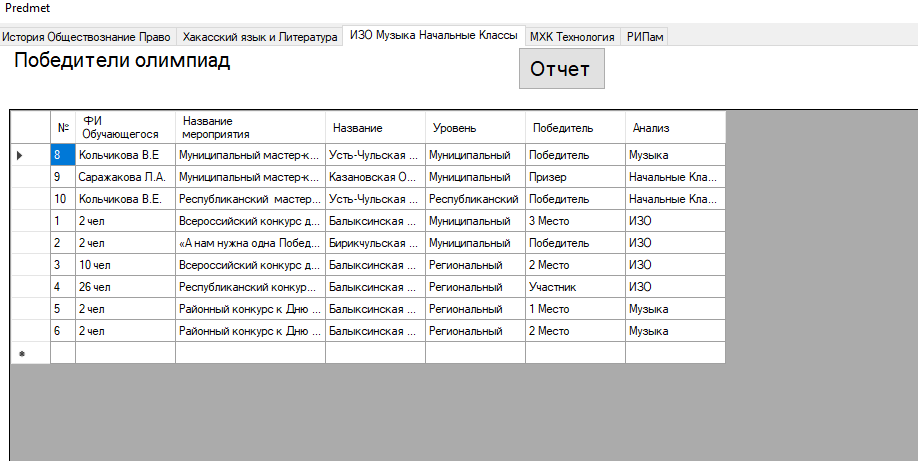 Predmet
История Обществознание Право Хакасский язык и Литература ИЗО Музыка Начальные Классы МХК Технология РИПам
Победители олимпиад
Отчет
№ ФИ Обучающегося Название мероприятия Название Уровень Победитель Анализ
8 Кольчикова В.Е Муниципальный мастер-к... Усть-Чульская ... Муниципальный Победитель Музыка
9 Саражакова Л.А. Муниципальный мастер-к... Казановская О... Муниципальный Призер Начальные Кла...
10 Кольчикова В.Е. Республиканский мастер... Усть-Чульская ... Республиканский Победитель Начальные Кла...
1 2 чел Всероссийский конкурс д... Балыксинская ... Муниципальный 3 Место ИЗО
2 2 чел «А нам нужна одна Побед... Бирикчульская ... Муниципальный Победитель ИЗО
3 10 чел Всероссийский конкурс д... Балыксинская ... Региональный 2 Место ИЗО
4 26 чел Республиканский конкур... Балыксинская ... Региональный Участник ИЗО
5 2 чел Районный конкурс к Дню ... Балыксинская ... Региональный 1 Место Музыка
6 2 чел Районный конкурс к Дню ... Балыксинская ... Региональный 2 Место Музыка